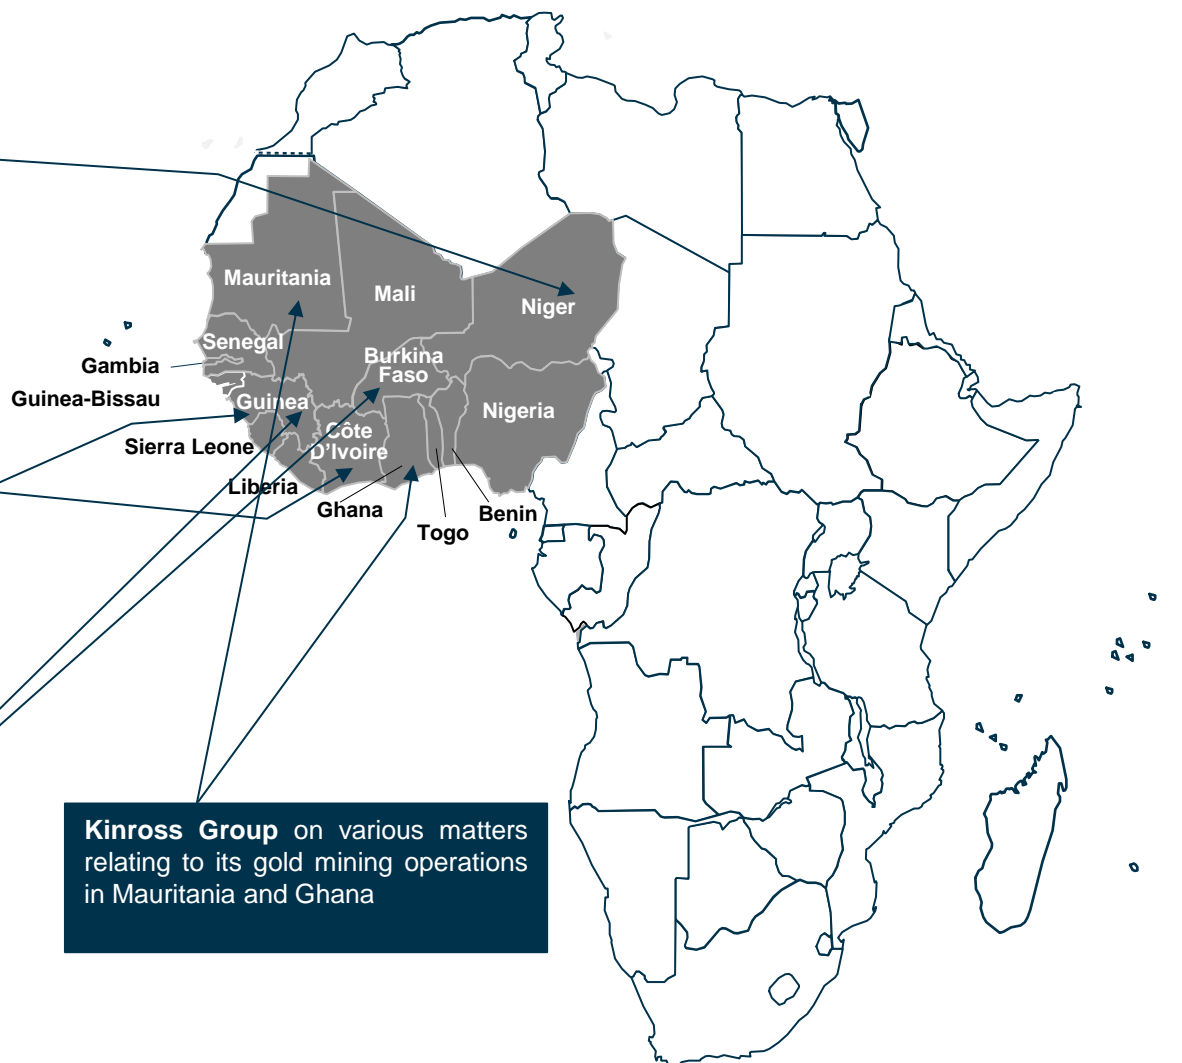 Mauritania
Mali
Niger
Senegal
Gambia
Burkina
Faso
Guinea-Bissau
Guinea
Nigeria
Côte
D'Ivoire
Sierra Leone
Liberia
Ghana
Benin
Togo
Kinross Group on various matters
relating to its gold mining operations
in Mauritania and Ghana